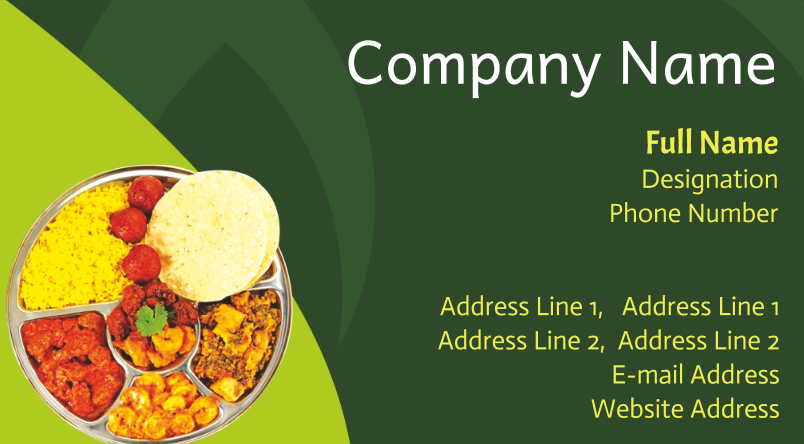 Company Name
Full Name
Designation
Phone Number
Address Line 1, Address Line 1
Address Line 2, Address Line 2
E-mail Address
Website Address